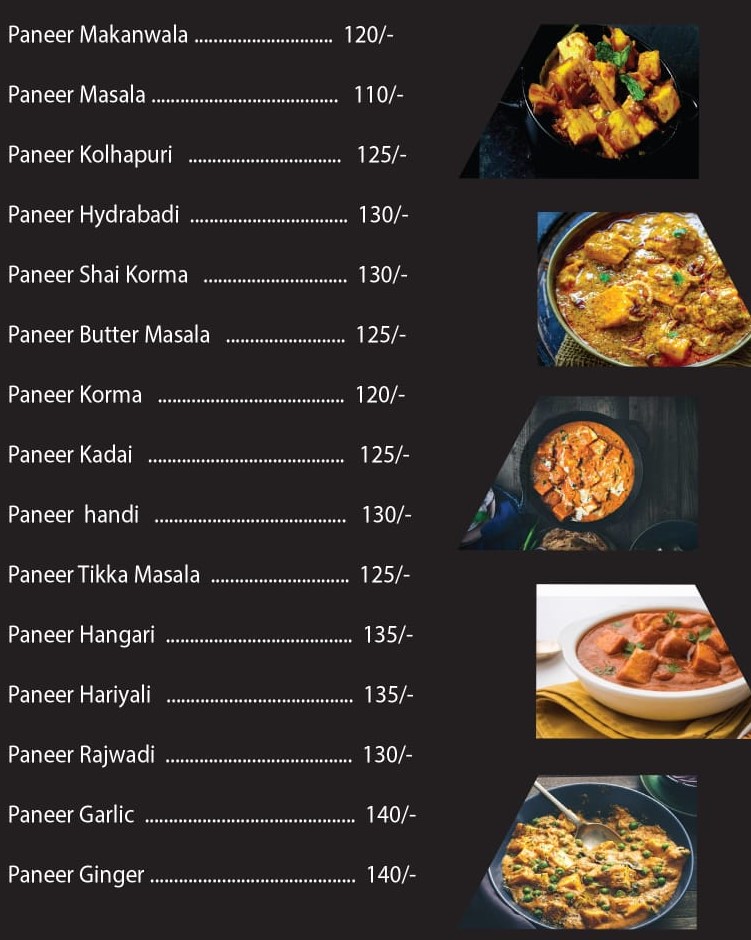 Paneer Makanwala ............................. 120/-
Paneer Masala ....................................... 110/-
Paneer Kolhapuri ................................ 125/-
Paneer Hydrabadi ................................. 130/-
Paneer Shai Korma .............................. 130/-
Paneer Butter Masala ......................... 125/-
Paneer Korma ....................................... 120/-
Paneer Kadai ......................................... 125/-
Paneer handi ........................................ 130/-
Paneer Tikka Masala ............................. 125/-
Paneer Hangari ....................................... 135/-
Paneer Hariyali ....................................... 135/-
Paneer Rajwadi ....................................... 130/-
Paneer Garlic ............................................ 140/-
Paneer Ginger ........................................... 140/-